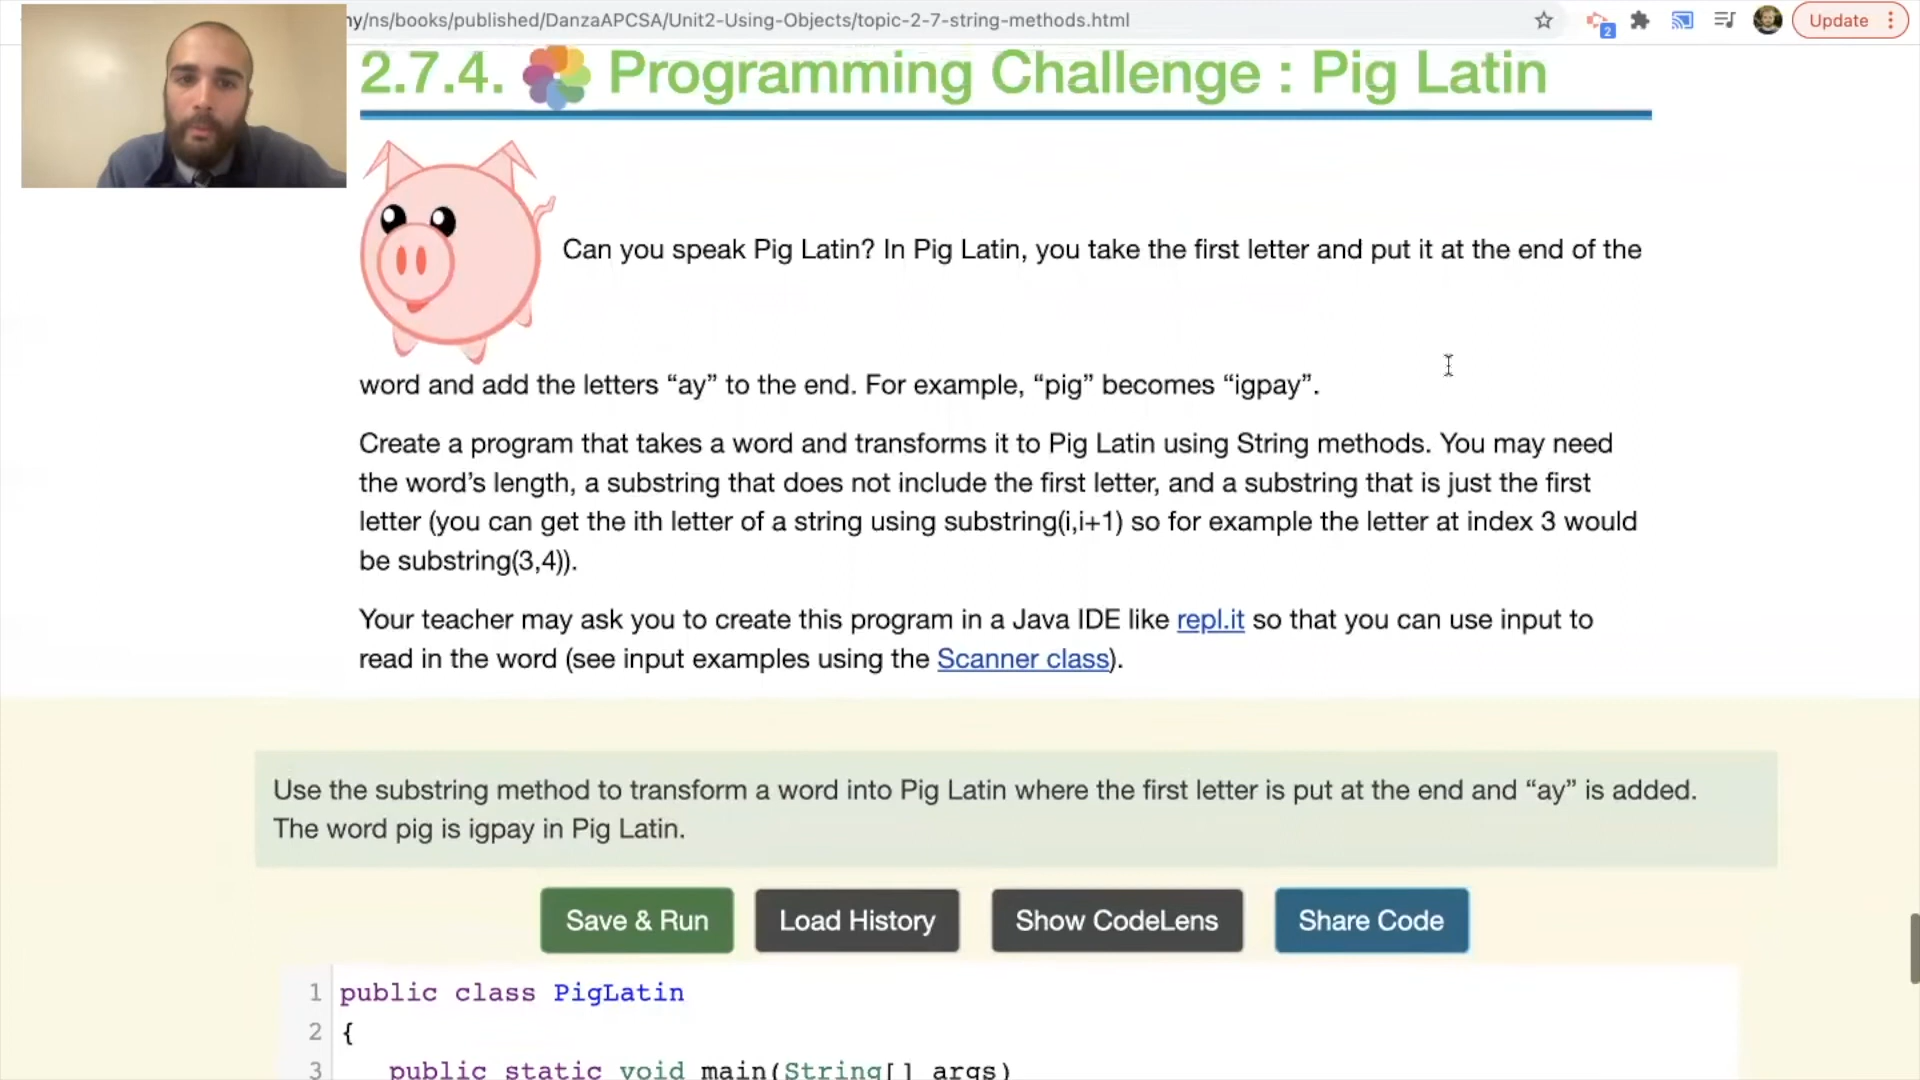 ny/ns/books/published/DanzaAPCSA/Unit2-Using-Objects/topic-2-7-string-methods.html
2
Update
2.7.4. Programming Challenge : Pig Latin
Can you speak Pig Latin? In Pig Latin, you take the first letter and put it at the end of the
word and add the letters “ay” to the end. For example, “pig” becomes “igpay”.
Create a program that takes a word and transforms it to Pig Latin using String methods. You may need
the word’s length, a substring that does not include the first letter, and a substring that is just the first
letter (you can get the ith letter of a string using substring(i,i+1) so for example the letter at index 3 would
be substring(3,4)).
Your teacher may ask you to create this program in a Java IDE like repl.it so that you can use input to
read in the word (see input examples using the Scanner class).
Use the substring method to transform a word into Pig Latin where the first letter is put at the end and “ay” is added.
The word pig is igpay in Pig Latin.
Save & Run
Load History
Show CodeLens
Share Code
1 public class PigLatin
2 {
3 public static void main(String[] args)